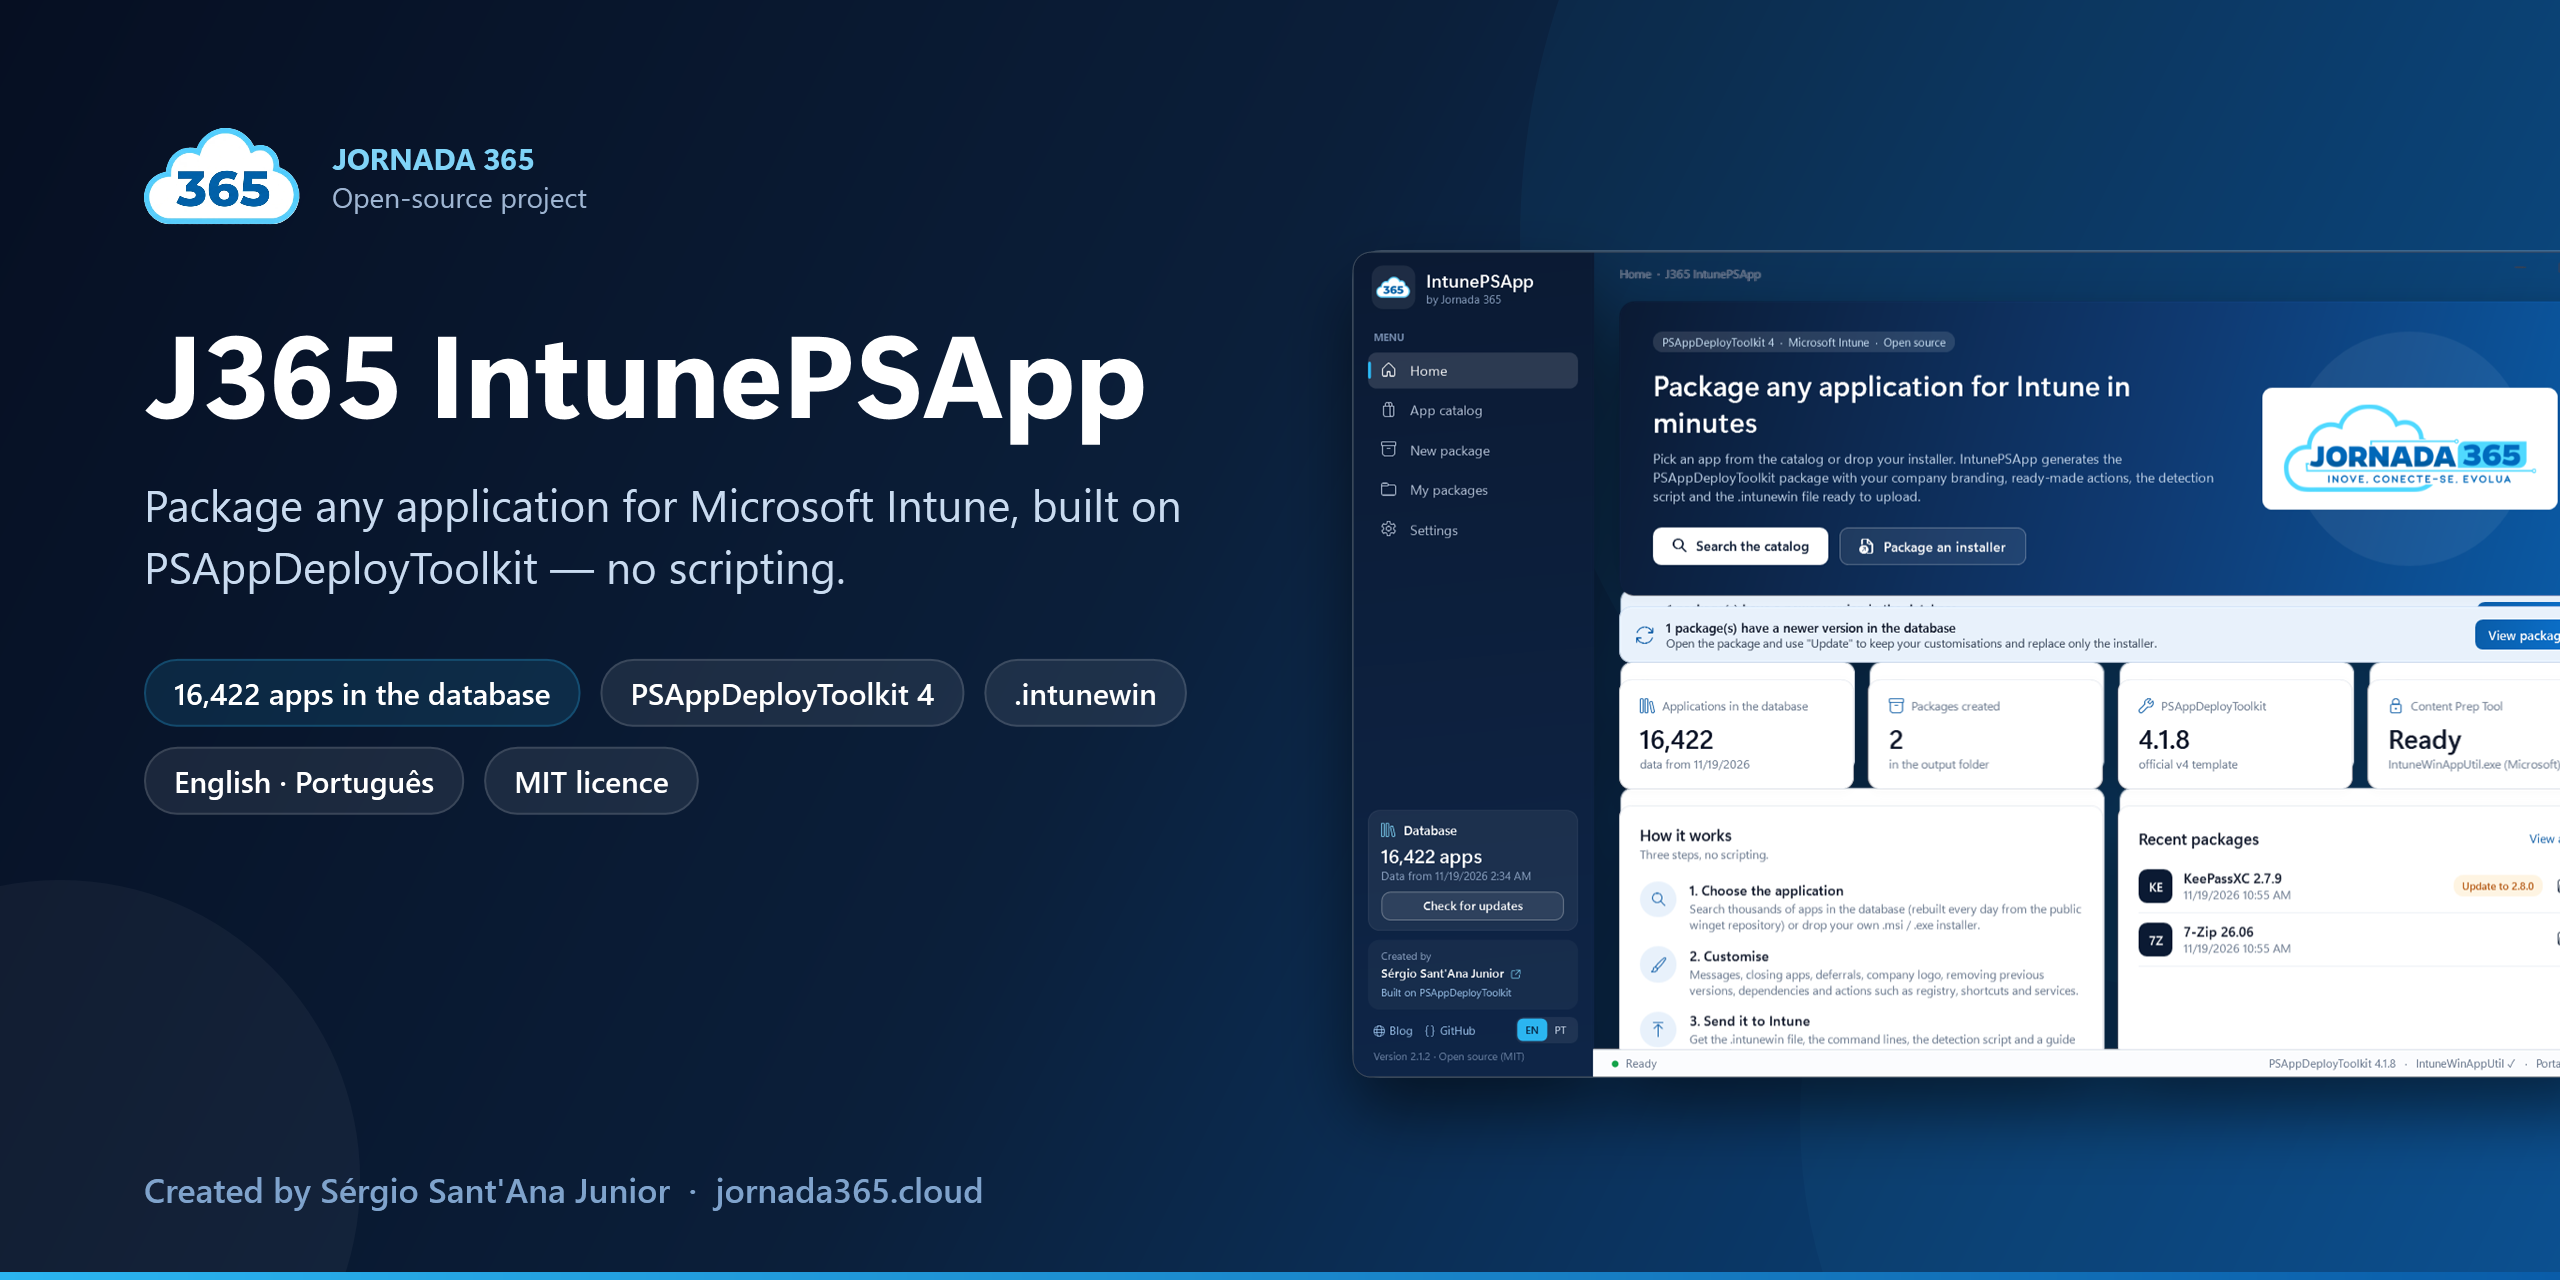 365
JORNADA 365
Open-source project
J365 IntunePSApp
Package any application for Microsoft Intune, built on
PSAppDeployToolkit — no scripting.
16,422 apps in the database
PSAppDeployToolkit 4
.intunewin
English · Português
MIT licence
Created by Sérgio Sant'Ana Junior · jornada365.cloud
365
IntunePSApp
by Jornada 365
MENU
Home
App catalog
New package
My packages
Settings
Database
16,422 apps
Data from 11/19/2026 2:34 AM
Check for updates
Created by
Sérgio Sant'Ana Junior
Built on PSAppDeployToolkit
Blog
{} GitHub
EN
PT
Version 2.1.2 · Open source (MIT)
Home · J365 IntunePSApp
PSAppDeployToolkit 4 · Microsoft Intune · Open source
Package any application for Intune in
minutes
Pick an app from the catalog or drop your installer. IntunePSApp generates the
PSAppDeployToolkit package with your company branding, ready-made actions, the detection
script and the .intunewin file ready to upload.
Search the catalog
Package an installer
JORNADA 365
INOVE. CONECTE-SE. EVOLUA
1 package(s) have a newer version in the database
Open the package and use "Update" to keep your customisations and replace only the installer.
View packag
Applications in the database
16,422
data from 11/19/2026
Packages created
2
in the output folder
PSAppDeployToolkit
4.1.8
official v4 template
Content Prep Tool
Ready
IntuneWinAppUtil.exe (Microsoft)
How it works
Three steps, no scripting.
1. Choose the application
Search thousands of apps in the database (rebuilt every day from the public
winget repository) or drop your own .msi / .exe installer.
2. Customise
Messages, closing apps, deferrals, company logo, removing previous
versions, dependencies and actions such as registry, shortcuts and services.
3. Send it to Intune
Get the .intunewin file, the command lines, the detection script and a guide
Recent packages
View
KE
KeePassXC 2.7.9
11/19/2026 10:55 AM
Update to 2.8.0
7Z
7-Zip 26.06
11/19/2026 10:55 AM
Ready
PSAppDeployToolkit 4.1.8 · IntuneWinAppUtil ✓ · Porta